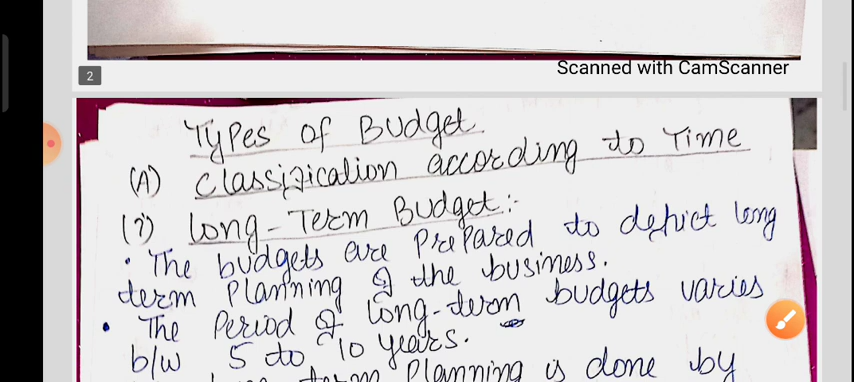 2
Scanned with CamScanner
Types of Budget
(A) Classification according to Time
(i) Long-Term Budget:-
• The budgets are Prepared to depict long
term Planning of the business.
• The Period of long-term budgets varies
b/w 5 to 10 years.
term Planning is done by